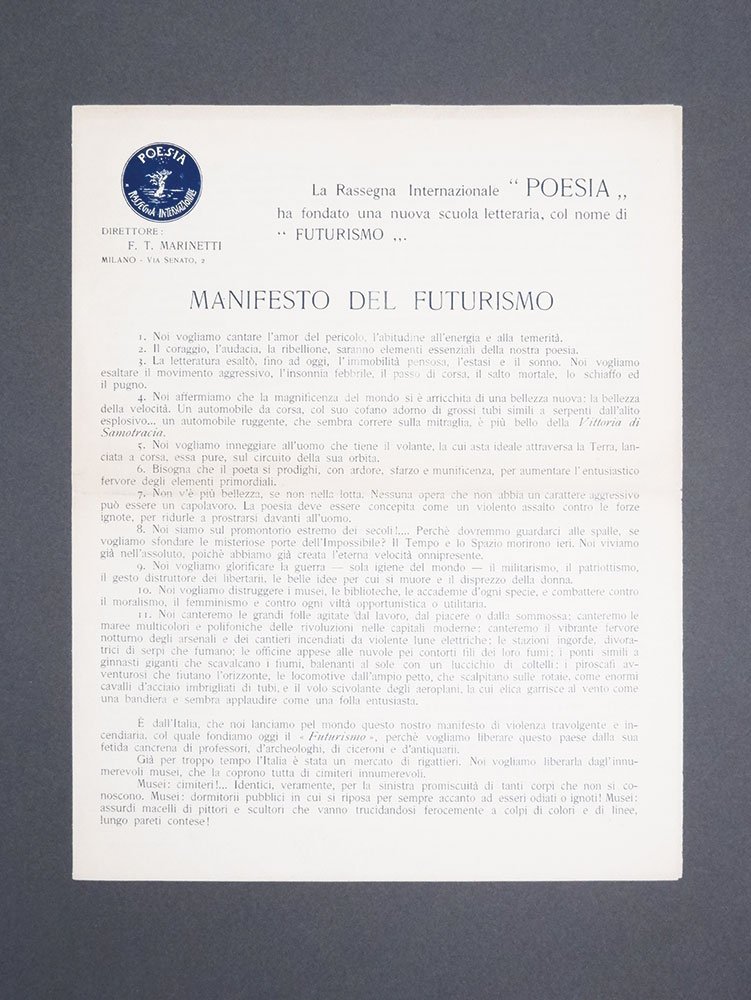 POESIA
RASSEGNA INTERNAZIONALE
DIRETTORE:
F. T. MARINETTI
MILANO - VIA SENATO, 2
La Rassegna Internazionale “ POESIA „
ha fondato una nuova scuola letteraria, col nome di
“ FUTURISMO „.
MANIFESTO DEL FUTURISMO
1. Noi vogliamo cantare l'amor del pericolo, l'abitudine all'energia e alla temerità.
2. Il coraggio, l'audacia, la ribellione, saranno elementi essenziali della nostra poesia.
3. La letteratura esaltò, fino ad oggi, l'immobilità pensosa, l'estasi e il sonno. Noi vogliamo
esaltare il movimento aggressivo, l'insonnia febbrile, il passo di corsa, il salto mortale, lo schiaffo ed
il pugno.
4. Noi affermiamo che la magnificenza del mondo si è arricchita di una bellezza nuova: la bellezza
della velocità. Un automobile da corsa, col suo cofano adorno di grossi tubi simili a serpenti dall'alito
esplosivo... un automobile ruggente, che sembra correre sulla mitraglia, è più bello della Vittoria di
Samotracia.
5. Noi vogliamo inneggiare all'uomo che tiene il volante, la cui asta ideale attraversa la Terra, lan-
ciata a corsa, essa pure, sul circuito della sua orbita.
6. Bisogna che il poeta si prodighi, con ardore, sfarzo e munificenza, per aumentare l'entusiastico
fervore degli elementi primordiali.
7. Non v'è più bellezza, se non nella lotta. Nessuna opera che non abbia un carattere aggressivo
può essere un capolavoro. La poesia deve essere concepita come un violento assalto contro le forze
ignote, per ridurle a prostrarsi davanti all'uomo.
8. Noi siamo sul promontorio estremo dei secoli!.... Perchè dovremmo guardarci alle spalle, se
vogliamo sfondare le misteriose porte dell'Impossibile? Il Tempo e lo Spazio morirono ieri. Noi viviamo
già nell'assoluto, poichè abbiamo già creata l'eterna velocità onnipresente.
9. Noi vogliamo glorificare la guerra — sola igiene del mondo — il militarismo, il patriottismo,
il gesto distruttore dei libertarii, le belle idee per cui si muore e il disprezzo della donna.
10. Noi vogliamo distruggere i musei, le biblioteche, le accademie d'ogni specie, e combattere contro
il moralismo, il femminismo e contro ogni viltà opportunistica o utilitaria.
11. Noi canteremo le grandi folle agitate dal lavoro, dal piacere o dalla sommossa: canteremo le
maree multicolori e polifoniche delle rivoluzioni nelle capitali moderne; canteremo il vibrante fervore
notturno degli arsenali e dei cantieri incendiati da violente lune elettriche; le stazioni ingorde, divora-
trici di serpi che fumano; le officine appese alle nuvole pei contorti fili dei loro fumi; i ponti simili a
ginnasti giganti che scavalcano i fiumi, balenanti al sole con un luccichio di coltelli; i piroscafi av-
venturosi che fiutano l'orizzonte, le locomotive dall'ampio petto, che scalpitano sulle rotaie, come enormi
cavalli d'acciaio imbrigliati di tubi, e il volo scivolante degli aeroplani, la cui elica garrisce al vento come
una bandiera e sembra applaudire come una folla entusiasta.
È dall'Italia, che noi lanciamo pel mondo questo nostro manifesto di violenza travolgente e in-
cendiaria, col quale fondiamo oggi il « Futurismo », perchè vogliamo liberare questo paese dalla sua
fetida cancrena di professori, d'archeologhi, di ciceroni e d'antiquarii.
Già per troppo tempo l'Italia è stata un mercato di rigattieri. Noi vogliamo liberarla dagl'innu-
merevoli musei, che la coprono tutta di cimiteri innumerevoli.
Musei: cimiteri!... Identici, veramente, per la sinistra promiscuità di tanti corpi che non si co-
noscono. Musei: dormitorii pubblici in cui si riposa per sempre accanto ad esseri odiati o ignoti! Musei:
assurdi macelli di pittori e scultori che vanno trucidandosi ferocemente a colpi di colori e di linee,
lungo pareti contese!